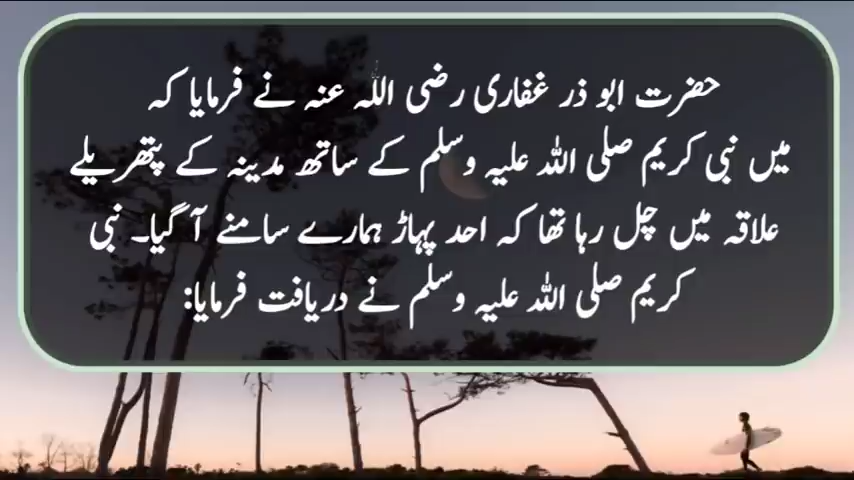 حضرت ابو ذر غفاری رضی اللہ عنہ نے فرمایا کہ
میں نبی کریم صلی اللہ علیہ وسلم کے ساتھ مدینہ کے پتھریلے
علاقہ میں چل رہا تھا کہ احد پہاڑ ہمارے سامنے آ گیا۔ نبی
کریم صلی اللہ علیہ وسلم نے دریافت فرمایا: